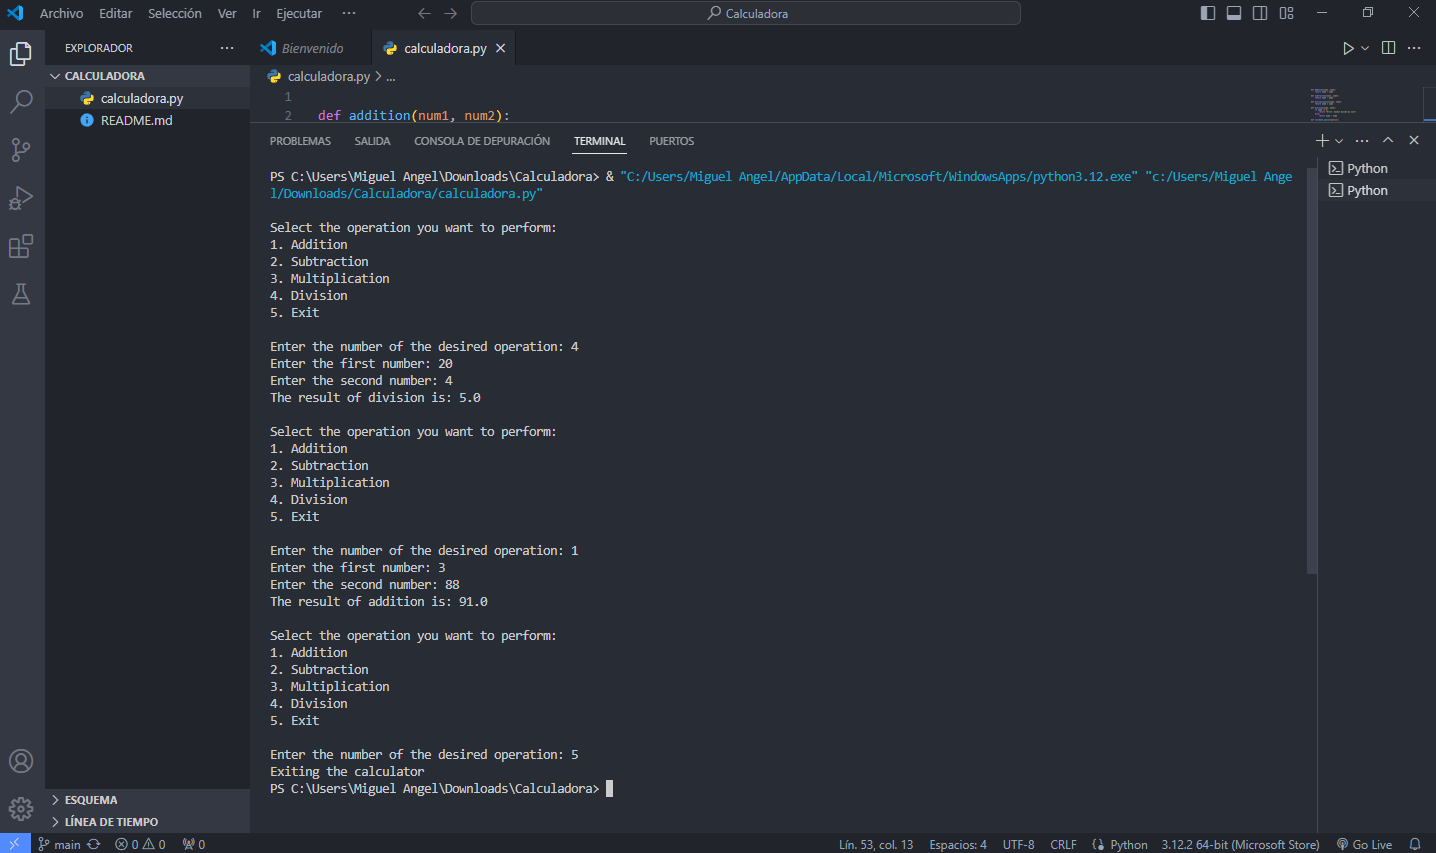 Archivo Editar Selección Ver Ir Ejecutar ··· Calculadora
EXPLORADOR ···
Bienvenido calculadora.py
CALCULADORA
calculadora.py
README.md
calculadora.py > ...
1
2 def addition(num1, num2):
PROBLEMAS SALIDA CONSOLA DE DEPURACIÓN TERMINAL PUERTOS
PS C:\Users\Miguel Angel\Downloads\Calculadora> & "C:/Users/Miguel Angel/AppData/Local/Microsoft/WindowsApps/python3.12.exe" "c:/Users/Miguel Ange
l/Downloads/Calculadora/calculadora.py"
Select the operation you want to perform:
1. Addition
2. Subtraction
3. Multiplication
4. Division
5. Exit
Enter the number of the desired operation: 4
Enter the first number: 20
Enter the second number: 4
The result of division is: 5.0
Select the operation you want to perform:
1. Addition
2. Subtraction
3. Multiplication
4. Division
5. Exit
Enter the number of the desired operation: 1
Enter the first number: 3
Enter the second number: 88
The result of addition is: 91.0
Select the operation you want to perform:
1. Addition
2. Subtraction
3. Multiplication
4. Division
5. Exit
Enter the number of the desired operation: 5
Exiting the calculator
PS C:\Users\Miguel Angel\Downloads\Calculadora>
Python
Python
ESQUEMA
LÍNEA DE TIEMPO
main 0 0 0 Lín. 53, col. 13 Espacios: 4 UTF-8 CRLF Python 3.12.2 64-bit (Microsoft Store) Go Live